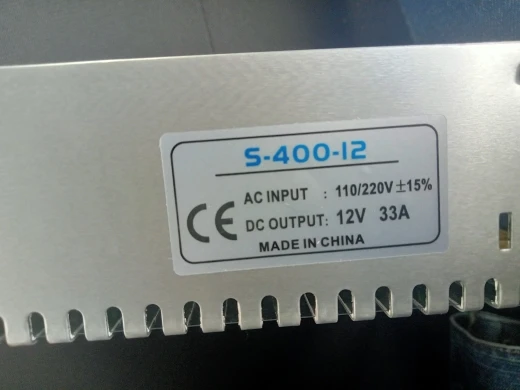 S-400-12
AC INPUT : 110/220V ±15%
CE DC OUTPUT: 12V 33A
MADE IN CHINA